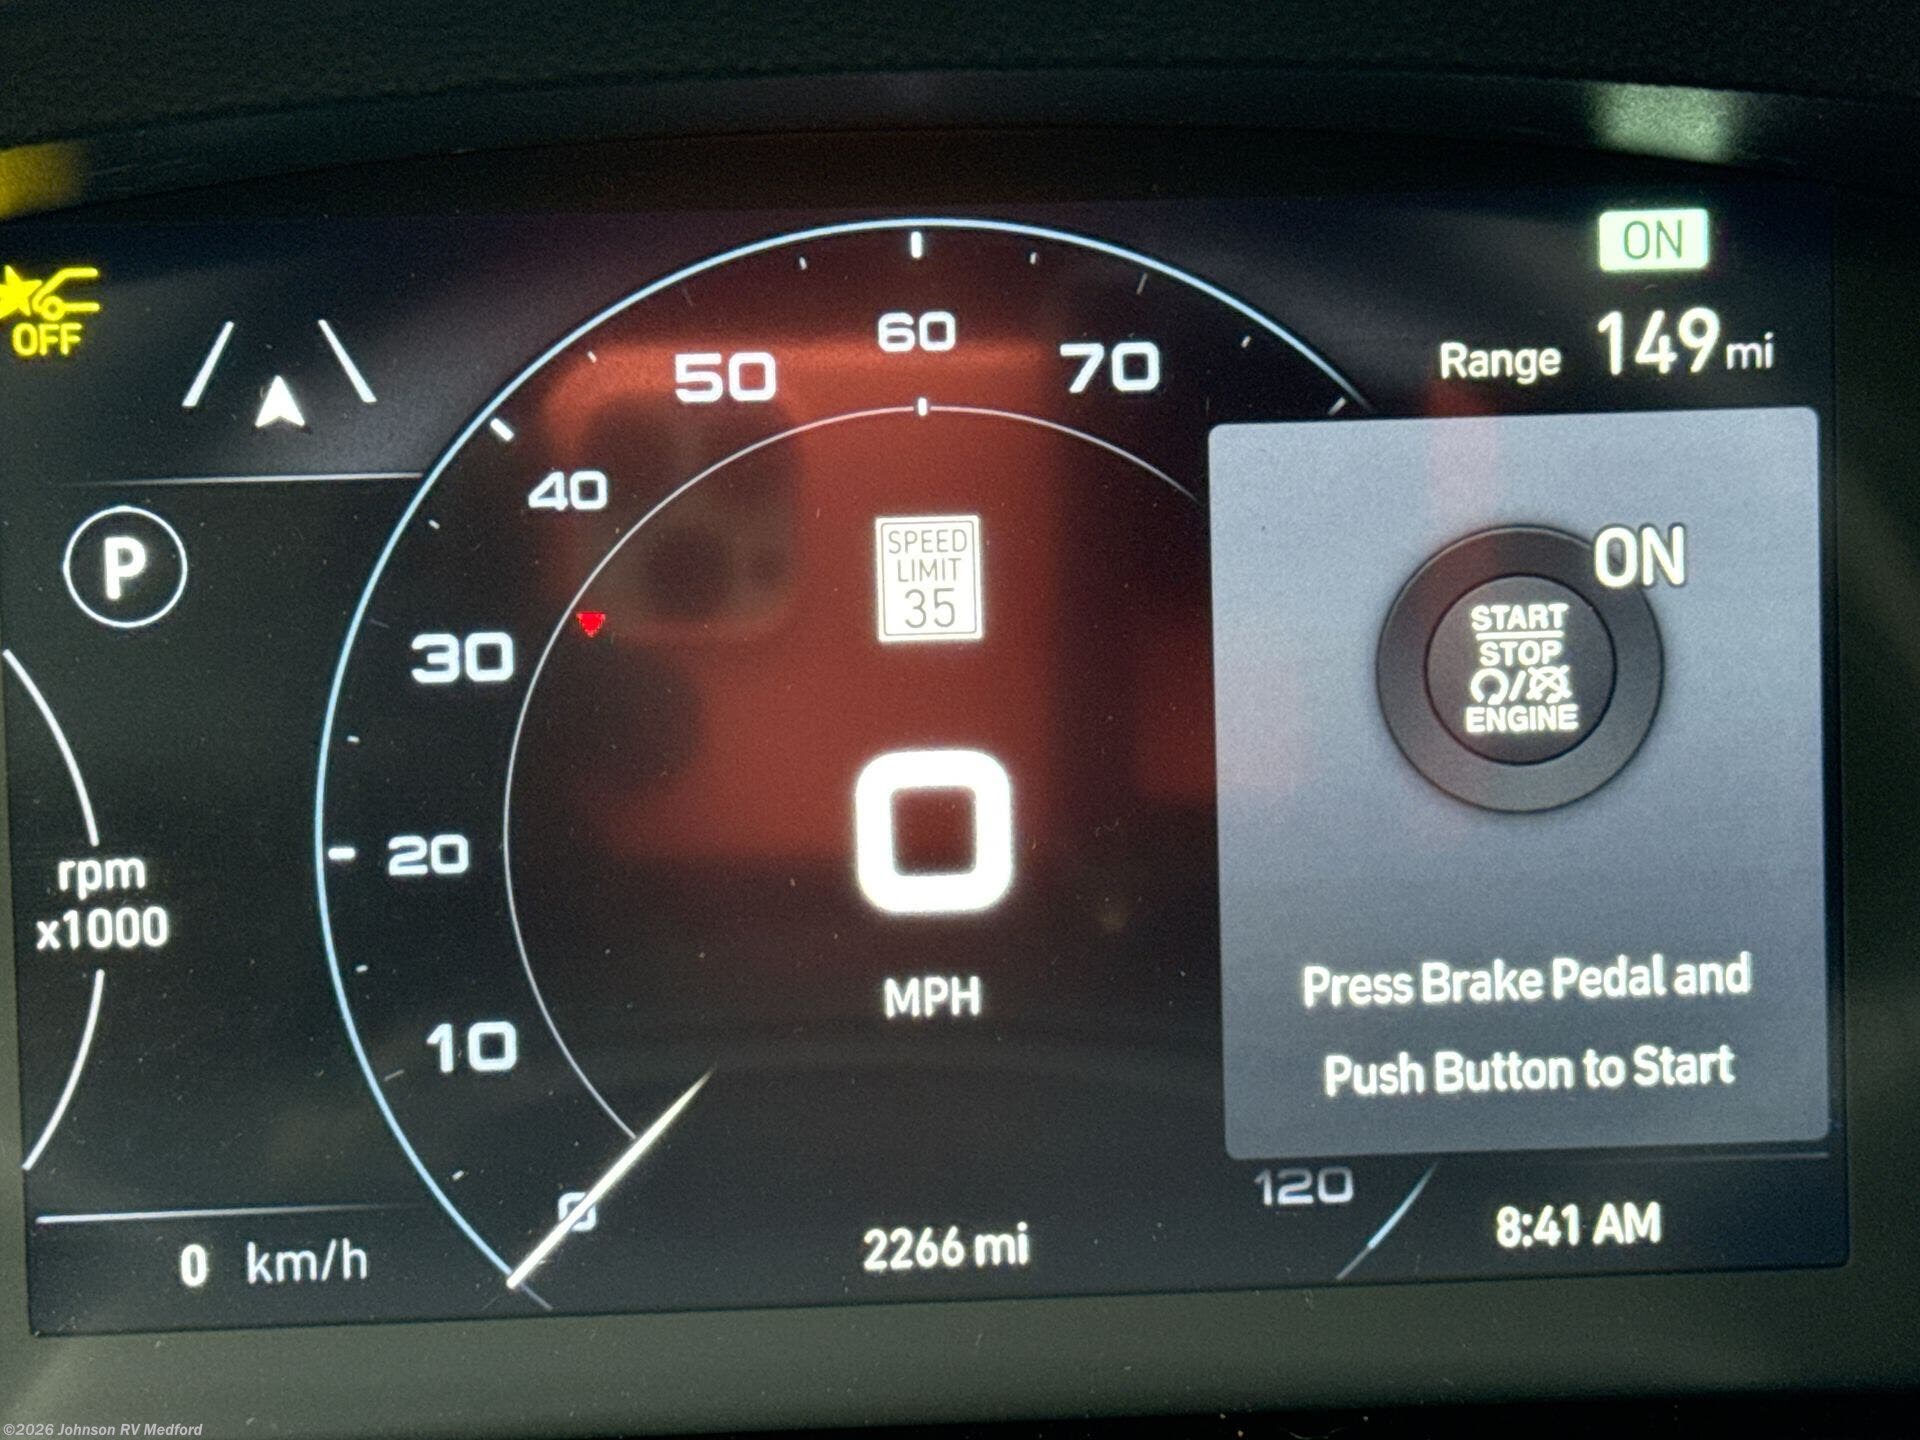 ON
Range 149 mi
OFF
60
50
70
40
SPEED
LIMIT
35
ON
START
STOP
ENGINE
P
30
0
20
rpm
x1000
MPH
Press Brake Pedal and
Push Button to Start
10
0
120
2266 mi
8:41 AM
0 km/h
©2026 Johnson RV Medford